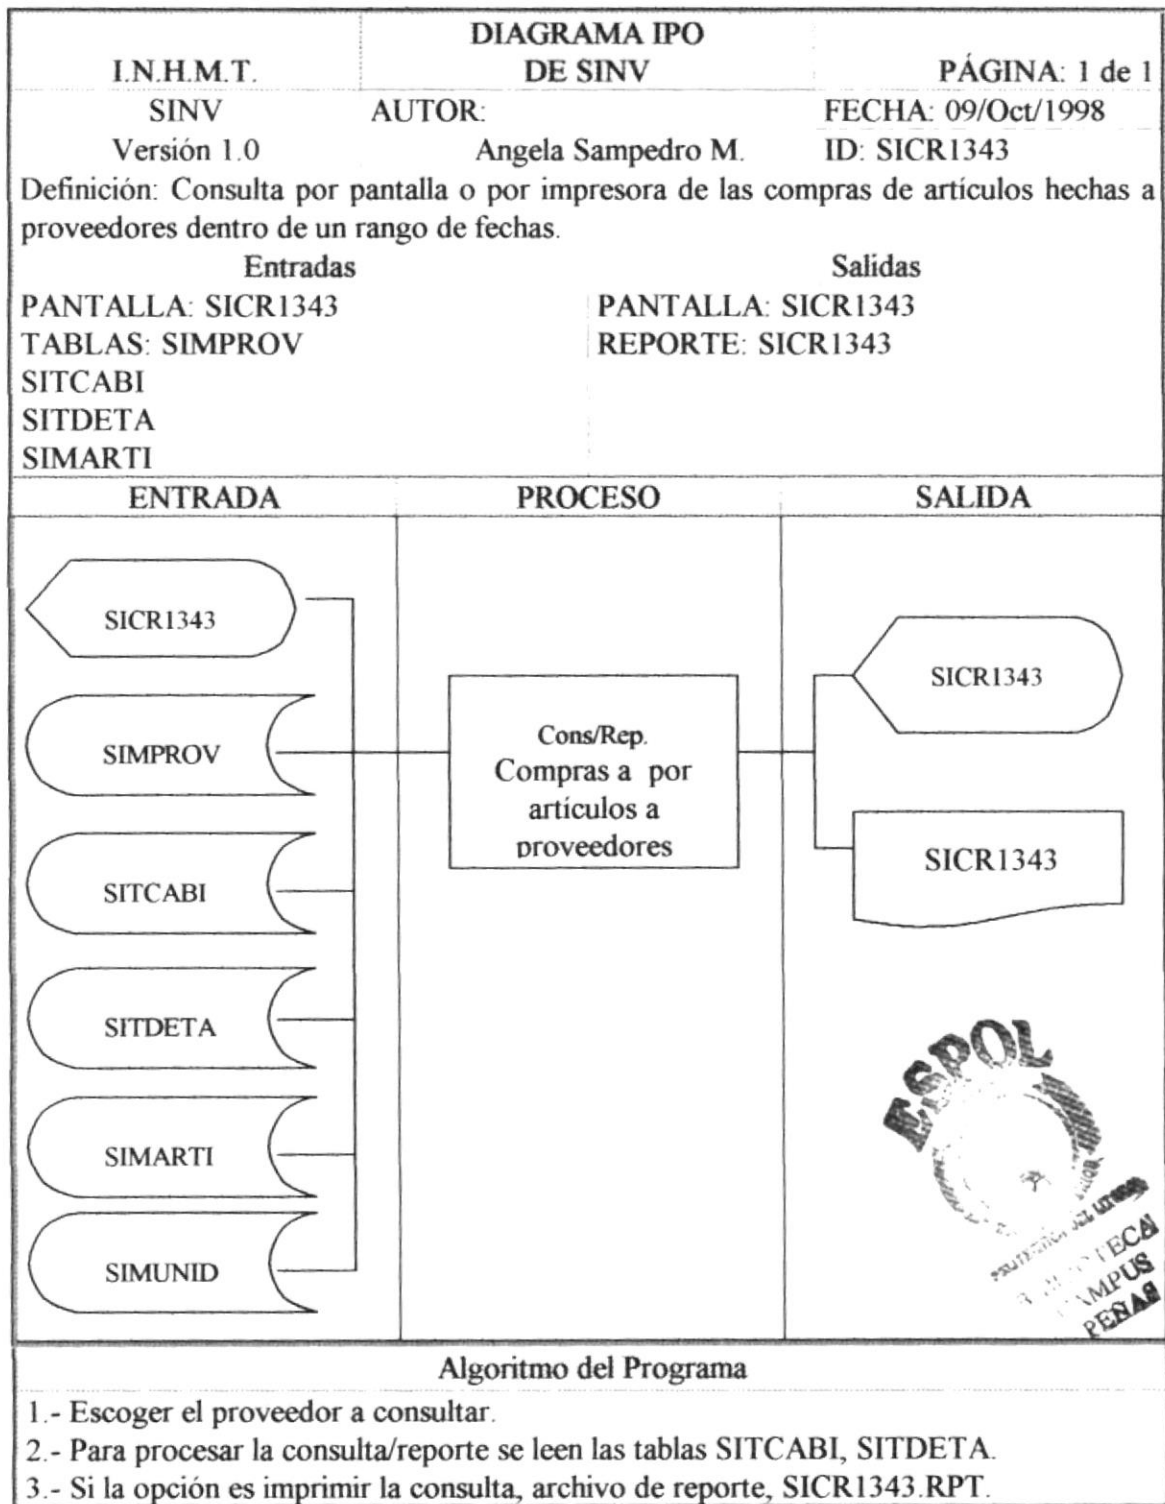 DIAGRAMA IPO
I.N.H.M.T. DE SINV PÁGINA: 1 de 1
SINV AUTOR: FECHA: 09/Oct/1998
Versión 1.0 Angela Sampedro M. ID: SICR1343
Definición: Consulta por pantalla o por impresora de las compras de artículos hechas a
proveedores dentro de un rango de fechas.
Entradas Salidas
PANTALLA: SICR1343 PANTALLA: SICR1343
TABLAS: SIMPROV REPORTE: SICR1343
SITCABI
SITDETA
SIMARTI
ENTRADA PROCESO SALIDA
SICR1343
SIMPROV
SITCABI
SITDETA
SIMARTI
SIMUNID
Cons/Rep.
Compras a por
artículos a
proveedores
SICR1343
SICR1343
ESPOL
CAMPUS
PEÑAS
Algoritmo del Programa
1.- Escoger el proveedor a consultar.
2.- Para procesar la consulta/reporte se leen las tablas SITCABI, SITDETA.
3.- Si la opción es imprimir la consulta, archivo de reporte, SICR1343.RPT.